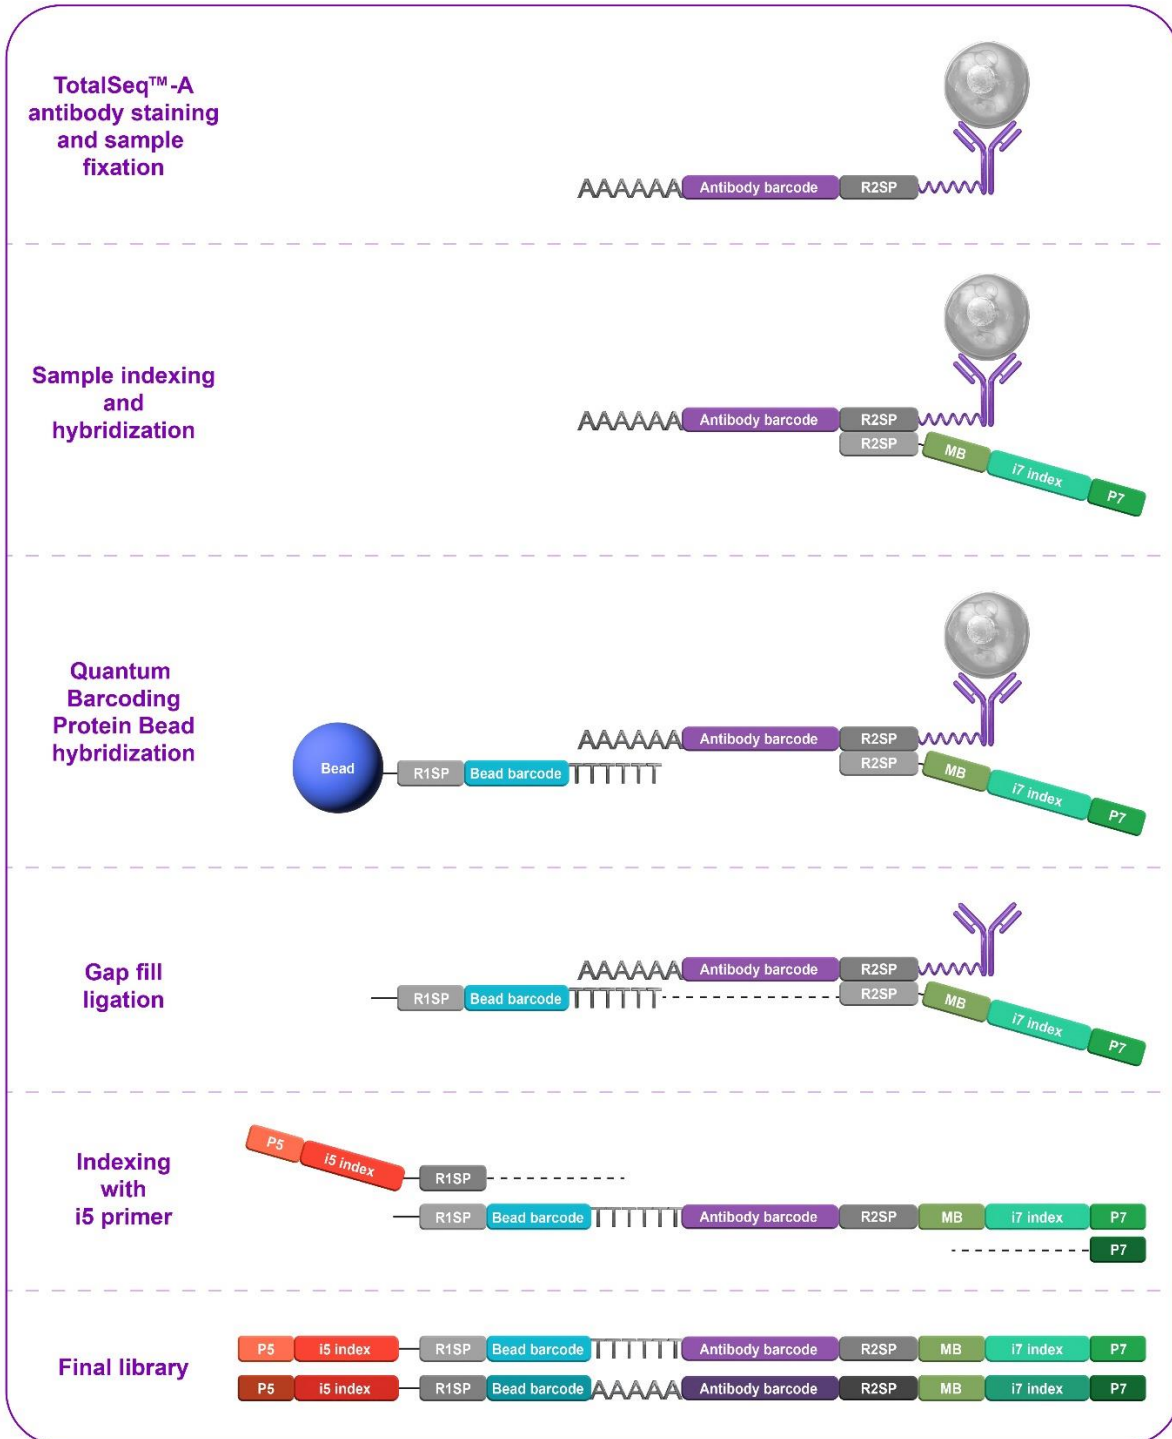 TotalSeq™-A
antibody staining
and sample
fixation
AAAAAA Antibody barcode R2SP
Sample indexing
and
hybridization
AAAAAA Antibody barcode R2SP
R2SP MB i7 index P7
Quantum
Barcoding
Protein Bead
hybridization
AAAAAA Antibody barcode R2SP
Bead R1SP Bead barcode TTTTTT R2SP MB i7 index P7
Gap fill
ligation
AAAAAA Antibody barcode R2SP
R1SP Bead barcode TTTTTT R2SP MB i7 index P7
Indexing
with
i5 primer
P5 i5 index R1SP
R1SP Bead barcode TTTTTT Antibody barcode R2SP MB i7 index P7
P7
Final library
P5 i5 index R1SP Bead barcode TTTTTT Antibody barcode R2SP MB i7 index P7
P5 i5 index R1SP Bead barcode AAAAA Antibody barcode R2SP MB i7 index P7